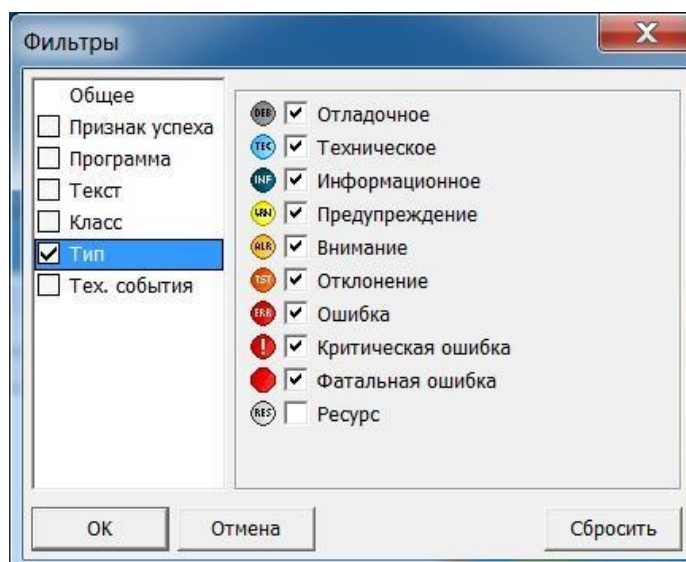 Фильтры
Общее
Признак успеха
Программа
Текст
Класс
Тип
Тех. события
DEB Отладочное
TEC Техническое
INF Информационное
WRN Предупреждение
ALR Внимание
TST Отклонение
ERR Ошибка
! Критическая ошибка
Фатальная ошибка
RES Ресурс
OK Отмена Сбросить